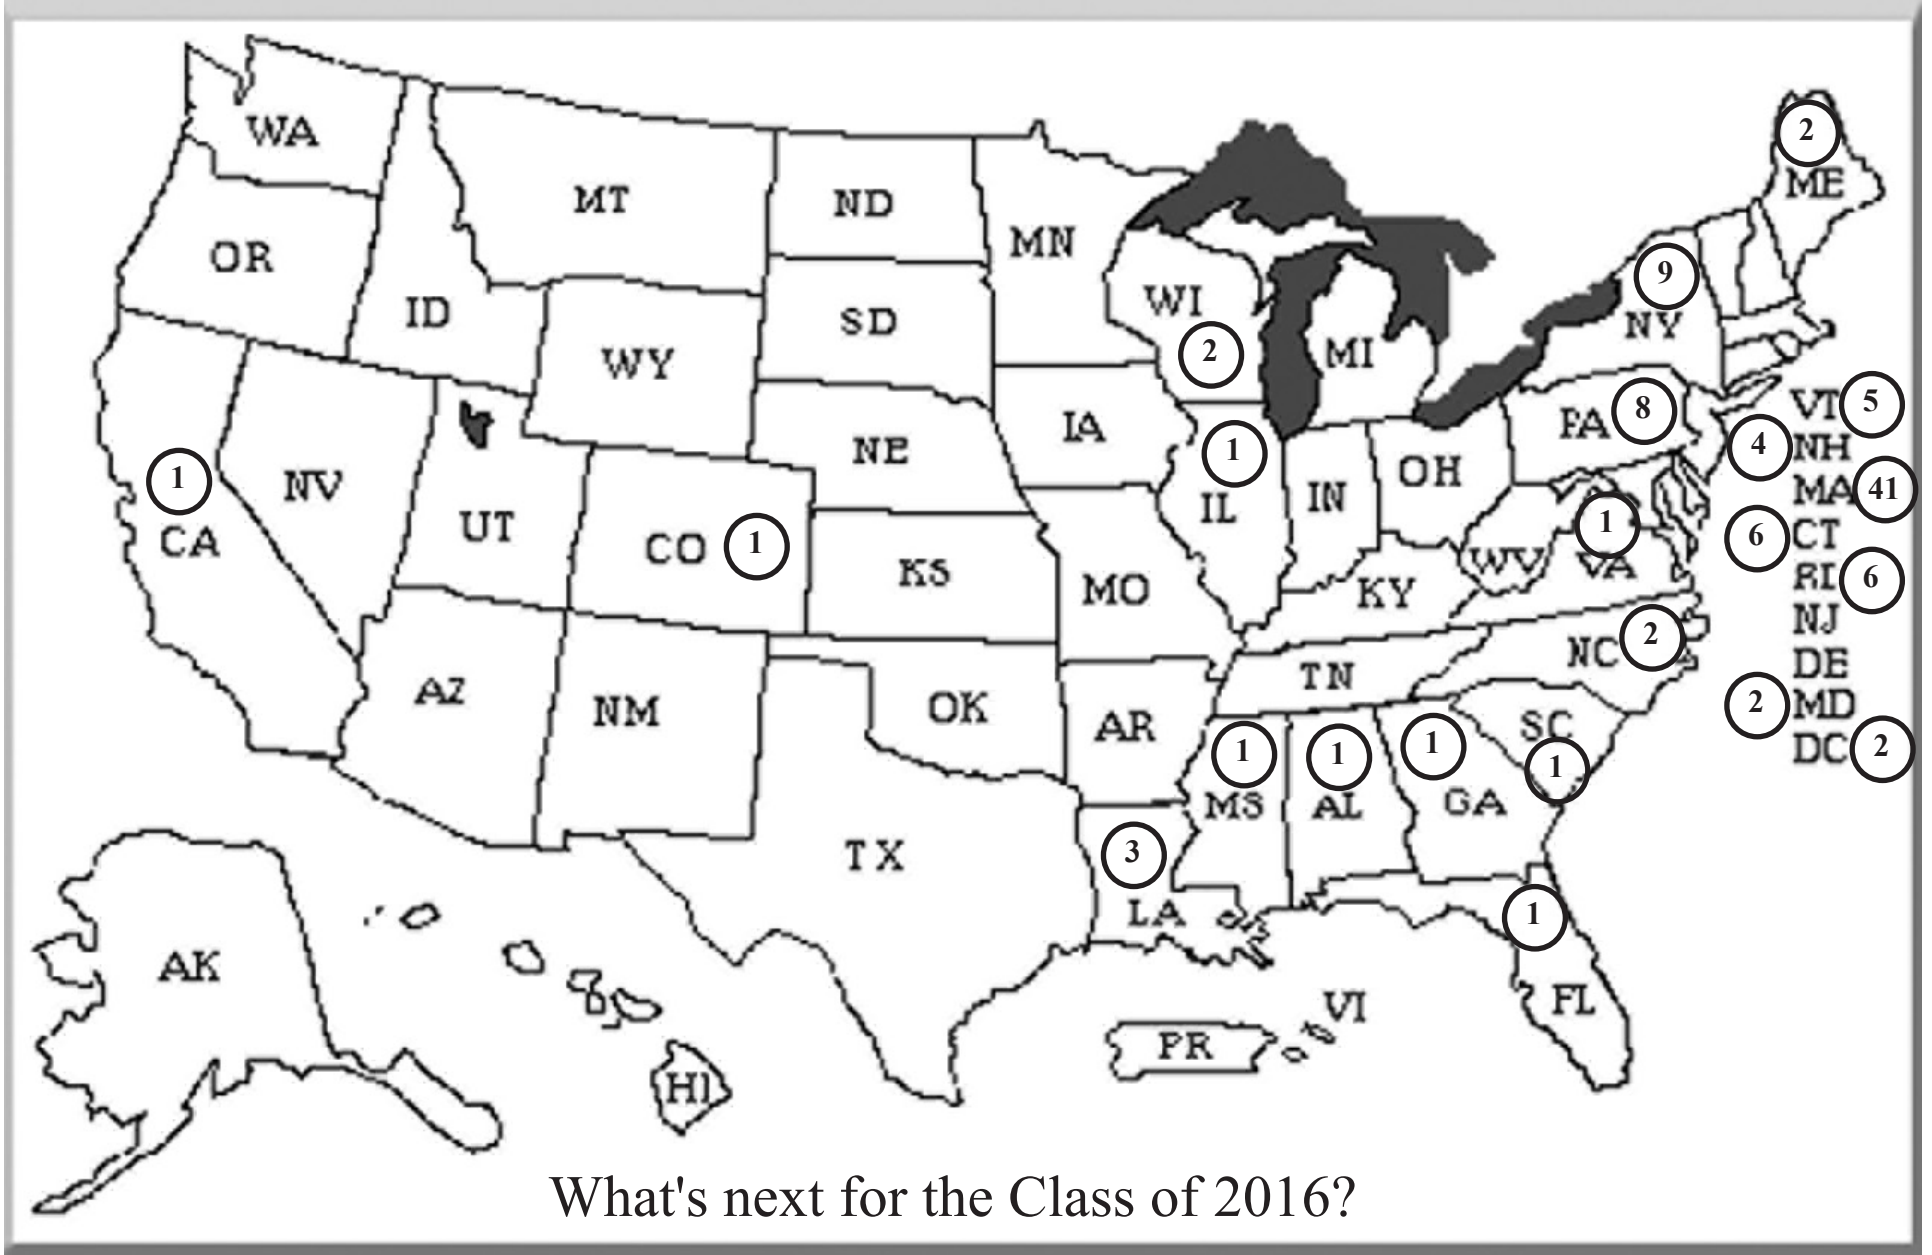 WA
2
ME
MT
ND
MN
OR
9
NY
WI
2
ID
SD
WY
MI
VT 5
PA 8
IA
4 NH
NE
1
OH
MA 41
1
CA
NV
IL
IN
UT
CO 1
1
VA
6 CT
WV
KS
MO
KY
RI 6
NJ
NC 2
DE
TN
AZ
NM
OK
AR
2 MD
SC
1
DC 2
1
MS
1
AL
1
GA
TX
3
LA
1
AK
FL
VI
PR
HI
What's next for the Class of 2016?